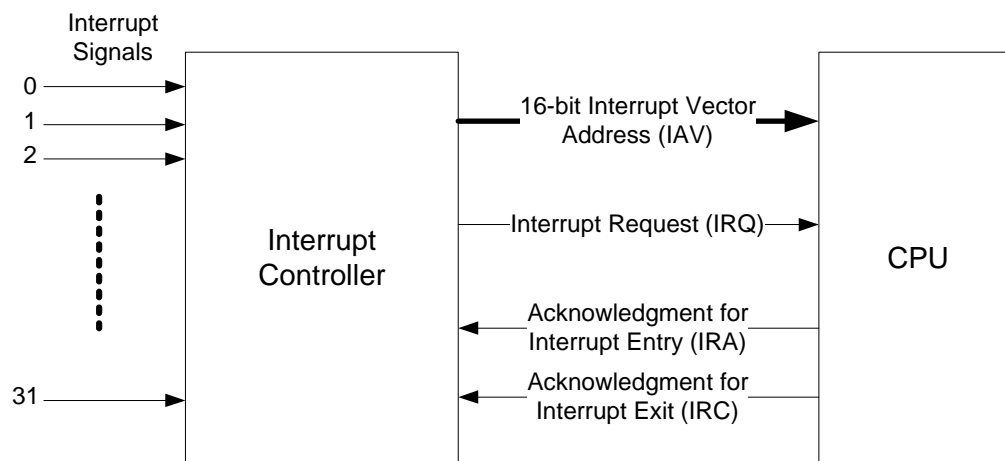 Interrupt
Signals
0
1
2
31
Interrupt
Controller
16-bit Interrupt Vector
Address (IAV)
Interrupt Request (IRQ)
Acknowledgment for
Interrupt Entry (IRA)
Acknowledgment for
Interrupt Exit (IRC)
CPU